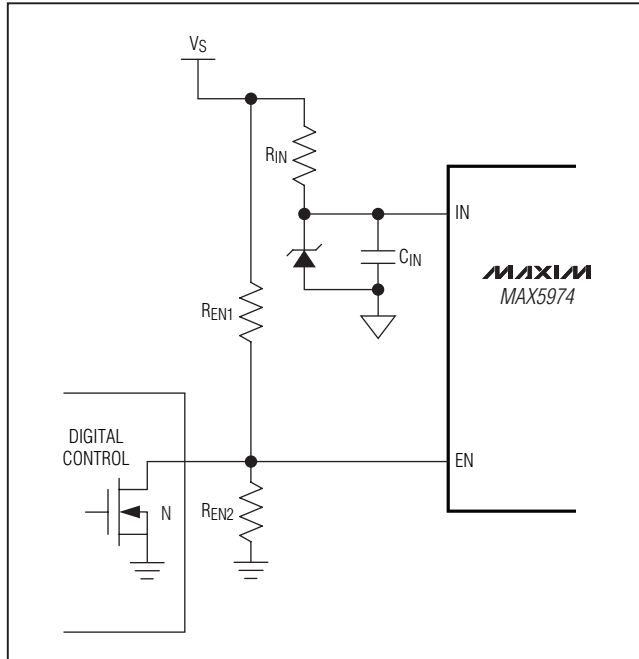 VS
RIN
IN
CIN
MAXIM
MAX5974
REN1
DIGITAL
CONTROL
EN
N
REN2